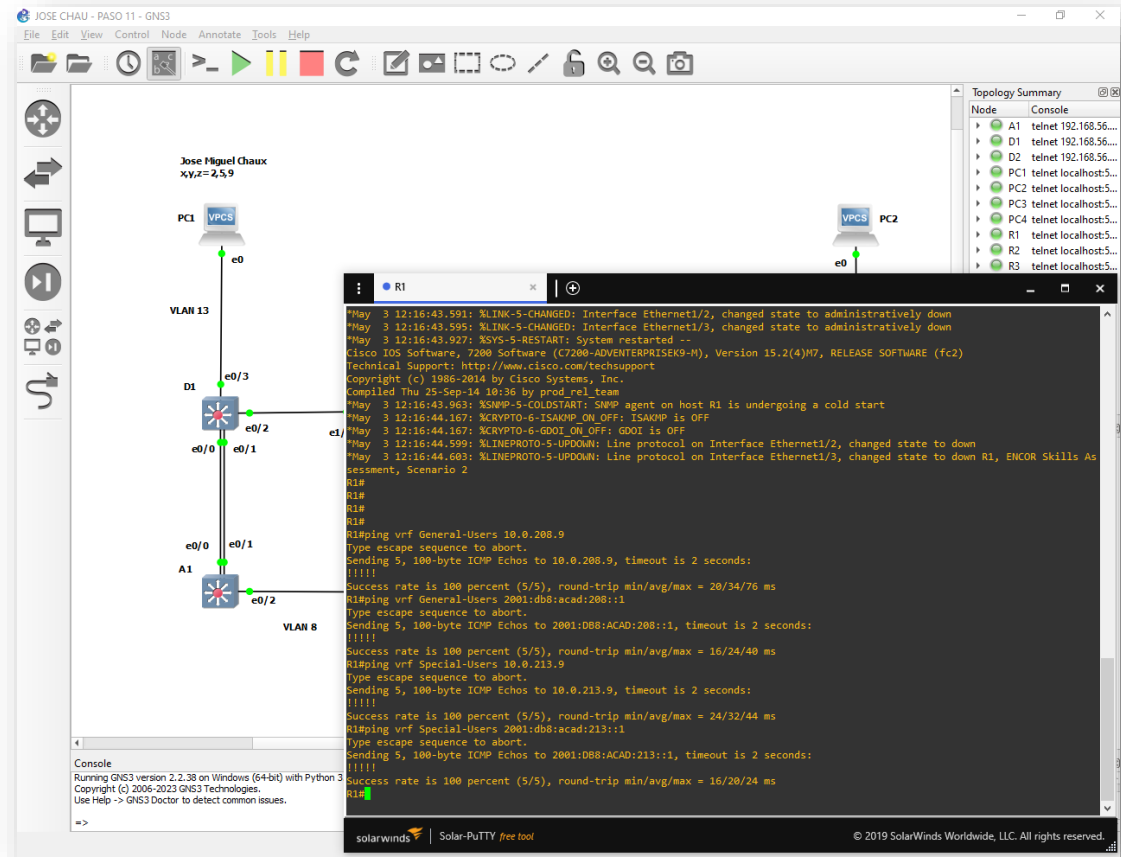 JOSE CHAU - PASO 11 - GNS3
File Edit View Control Node Annotate Tools Help
Topology Summary
Node Console
A1 telnet 192.168.56....
D1 telnet 192.168.56....
D2 telnet 192.168.56....
PC1 telnet localhost:5...
PC2 telnet localhost:5...
PC3 telnet localhost:5...
PC4 telnet localhost:5...
R1 telnet localhost:5...
R2 telnet localhost:5...
R3 telnet localhost:5...
Jose Miguel Chaux
x,y,z= 2,5,9
PC1 VPCS
VPCS PC2
e0
e0
VLAN 13
e0/3
D1
e0/2
e1/
e0/0 e0/1
e0/0 e0/1
A1
e0/2
VLAN 8
R1
*May 3 12:16:43.591: %LINK-5-CHANGED: Interface Ethernet1/2, changed state to administratively down
*May 3 12:16:43.595: %LINK-5-CHANGED: Interface Ethernet1/3, changed state to administratively down
*May 3 12:16:43.927: %SYS-5-RESTART: System restarted --
Cisco IOS Software, 7200 Software (C7200-ADVENTERPRISEK9-M), Version 15.2(4)M7, RELEASE SOFTWARE (fc2)
Technical Support: http://www.cisco.com/techsupport
Copyright (c) 1986-2014 by Cisco Systems, Inc.
Compiled Thu 25-Sep-14 10:36 by prod_rel_team
*May 3 12:16:43.963: %SNMP-5-COLDSTART: SNMP agent on host R1 is undergoing a cold start
*May 3 12:16:44.167: %CRYPTO-6-ISAKMP_ON_OFF: ISAKMP is OFF
*May 3 12:16:44.167: %CRYPTO-6-GDOI_ON_OFF: GDOI is OFF
*May 3 12:16:44.599: %LINEPROTO-5-UPDOWN: Line protocol on Interface Ethernet1/2, changed state to down
*May 3 12:16:44.603: %LINEPROTO-5-UPDOWN: Line protocol on Interface Ethernet1/3, changed state to down R1, ENCOR Skills As
sessment, Scenario 2
R1#
R1#
R1#
R1#
R1#ping vrf General-Users 10.0.208.9
Type escape sequence to abort.
Sending 5, 100-byte ICMP Echos to 10.0.208.9, timeout is 2 seconds:
!!!!!
Success rate is 100 percent (5/5), round-trip min/avg/max = 20/34/76 ms
R1#ping vrf General-Users 2001:db8:acad:208::1
Type escape sequence to abort.
Sending 5, 100-byte ICMP Echos to 2001:DB8:ACAD:208::1, timeout is 2 seconds:
!!!!!
Success rate is 100 percent (5/5), round-trip min/avg/max = 16/24/40 ms
R1#ping vrf Special-Users 10.0.213.9
Type escape sequence to abort.
Sending 5, 100-byte ICMP Echos to 10.0.213.9, timeout is 2 seconds:
!!!!!
Success rate is 100 percent (5/5), round-trip min/avg/max = 24/32/44 ms
R1#ping vrf Special-Users 2001:db8:acad:213::1
Type escape sequence to abort.
Sending 5, 100-byte ICMP Echos to 2001:DB8:ACAD:213::1, timeout is 2 seconds:
!!!!!
Success rate is 100 percent (5/5), round-trip min/avg/max = 16/20/24 ms
R1#
solarwinds Solar-PuTTY free tool © 2019 SolarWinds Worldwide, LLC. All rights reserved.
Console
Running GNS3 version 2.2.38 on Windows (64-bit) with Python 3
Copyright (c) 2006-2023 GNS3 Technologies.
Use Help -> GNS3 Doctor to detect common issues.
=>